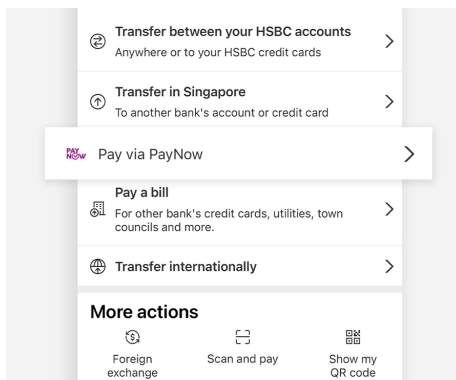 Transfer between your HSBC accounts
Anywhere or to your HSBC credit cards
Transfer in Singapore
To another bank's account or credit card
PAY NOW Pay via PayNow
Pay a bill
For other bank's credit cards, utilities, town
councils and more.
Transfer internationally
More actions
Foreign exchange
Scan and pay
Show my QR code